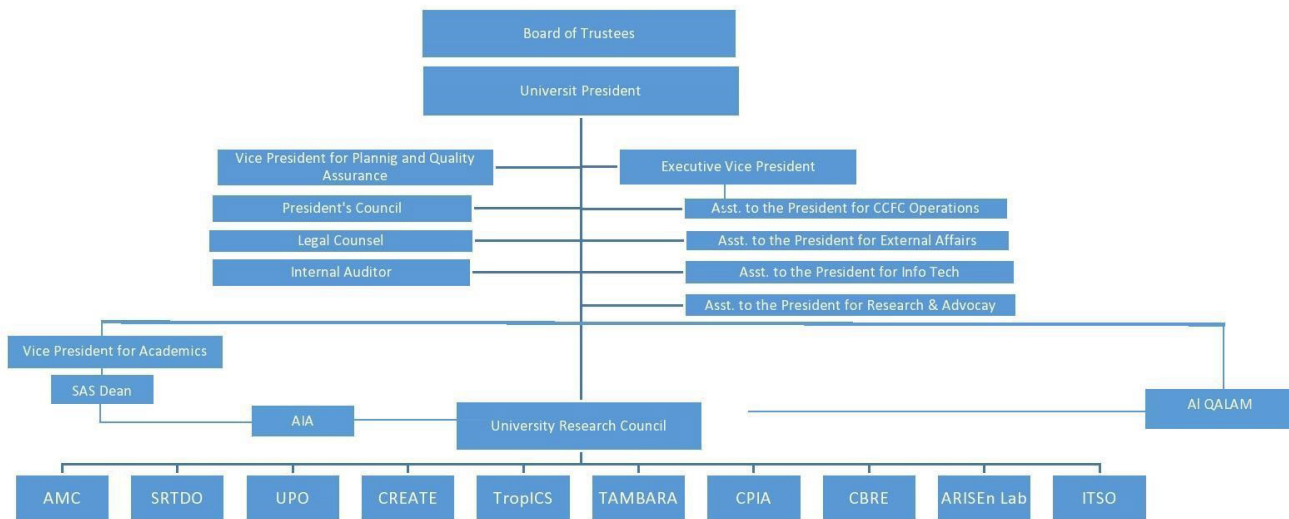 Board of Trustees
Universit President
Vice President for Plannig and Quality
Assurance
Executive Vice President
President's Council
Asst. to the President for CCFC Operations
Legal Counsel
Asst. to the President for External Affairs
Internal Auditor
Asst. to the President for Info Tech
Asst. to the President for Research & Advocay
Vice President for Academics
SAS Dean
AIA
University Research Council
Al QALAM
AMC
SRTDO
UPO
CREATE
TropICS
TAMBARA
CPIA
CBRE
ARISEn Lab
ITSO